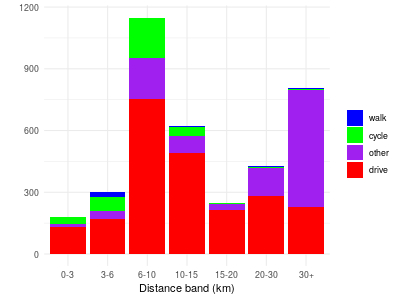 1200
900
600
300
0
0-3 3-6 6-10 10-15 15-20 20-30 30+
Distance band (km)
walk
cycle
other
drive